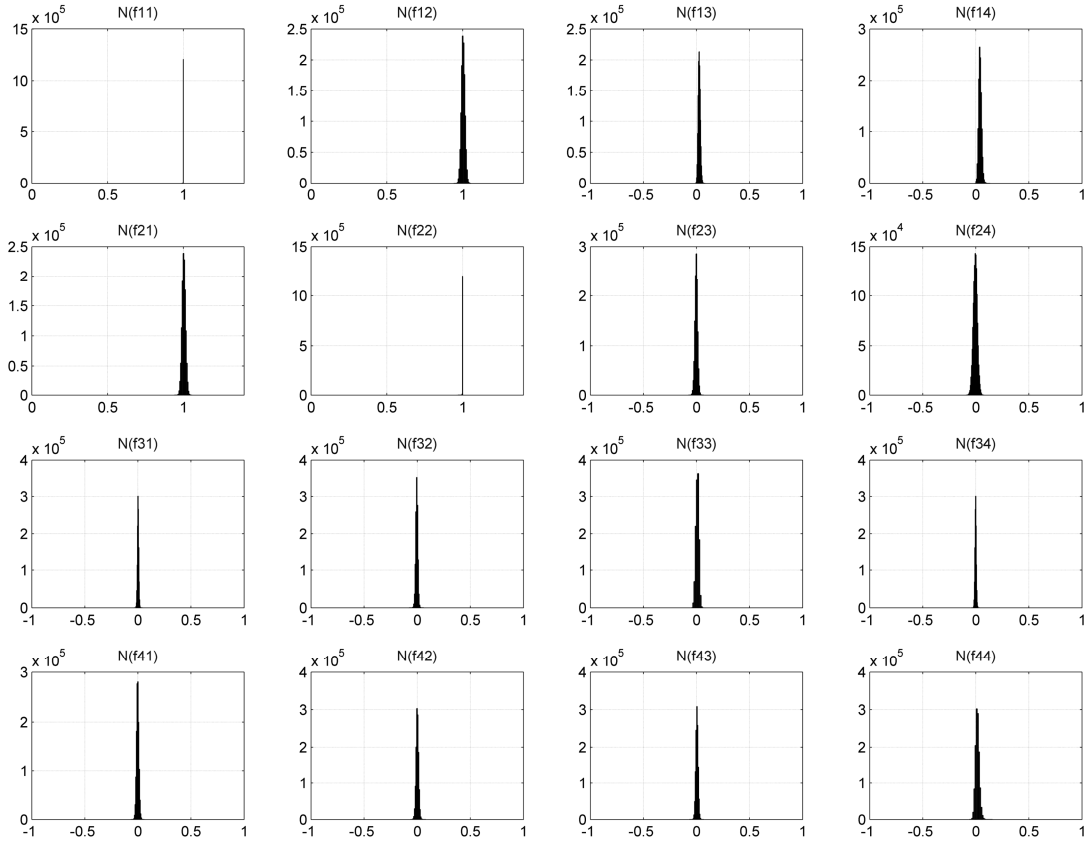 x 10^5 N(f11)
15
10
5
0
0 0.5 1
x 10^5 N(f12)
2.5
2
1.5
1
0.5
0
0 0.5 1
x 10^5 N(f13)
2.5
2
1.5
1
0.5
0
-1 -0.5 0 0.5 1
x 10^5 N(f14)
3
2
1
0
-1 -0.5 0 0.5 1
x 10^5 N(f21)
2.5
2
1.5
1
0.5
0
0 0.5 1
x 10^5 N(f22)
15
10
5
0
0 0.5 1
x 10^5 N(f23)
3
2
1
0
-1 -0.5 0 0.5 1
x 10^4 N(f24)
15
10
5
0
-1 -0.5 0 0.5 1
x 10^5 N(f31)
4
3
2
1
0
-1 -0.5 0 0.5 1
x 10^5 N(f32)
4
3
2
1
0
-1 -0.5 0 0.5 1
x 10^5 N(f33)
4
3
2
1
0
-1 -0.5 0 0.5 1
x 10^5 N(f34)
4
3
2
1
0
-1 -0.5 0 0.5 1
x 10^5 N(f41)
3
2
1
0
-1 -0.5 0 0.5 1
x 10^5 N(f42)
4
3
2
1
0
-1 -0.5 0 0.5 1
x 10^5 N(f43)
4
3
2
1
0
-1 -0.5 0 0.5 1
x 10^5 N(f44)
4
3
2
1
0
-1 -0.5 0 0.5 1